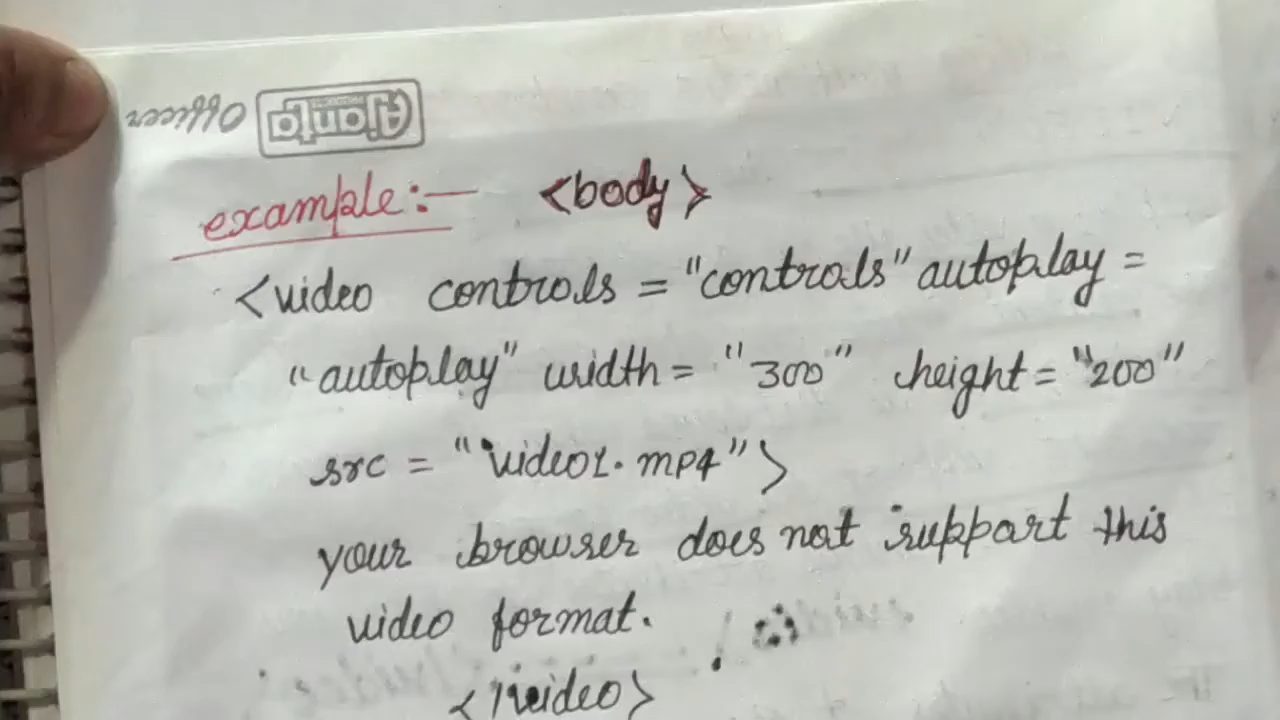 Ajanta Officer
example:— <body>
<video controls = "controls" autoplay =
"autoplay" width = "300" height = "200"
src = "video1.mp4">
your browser does not support this
video format.
</video>